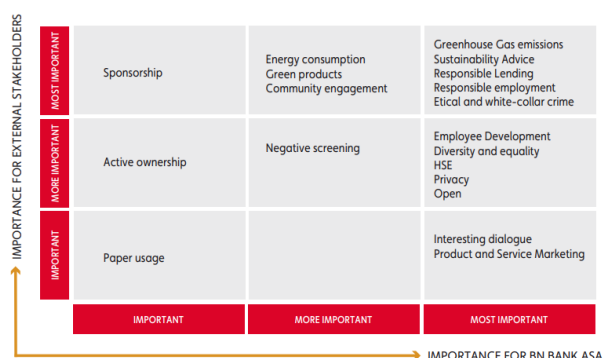 IMPORTANCE FOR EXTERNAL STAKEHOLDERS
MOST IMPORTANT
Sponsorship
Energy consumption
Green products
Community engagement
Greenhouse Gas emissions
Sustainability Advice
Responsible Lending
Responsible employment
Etical and white-collar crime
MORE IMPORTANT
Active ownership
Negative screening
Employee Development
Diversity and equality
HSE
Privacy
Open
IMPORTANT
Paper usage
Interesting dialogue
Product and Service Marketing
IMPORTANT
MORE IMPORTANT
MOST IMPORTANT
IMPORTANCE FOR BN BANK ASA